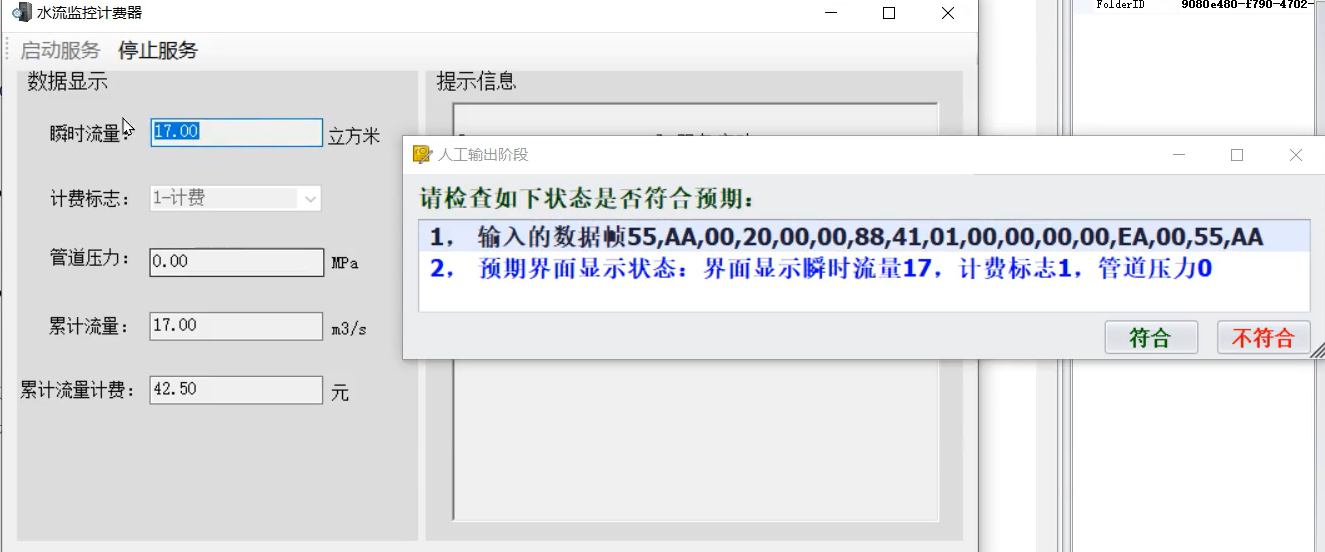 水流监控计费器
启动服务 停止服务
数据显示
瞬时流量： 17.00 立方米
计费标志： 1-计费
管道压力： 0.00 MPa
累计流量： 17.00 m3/s
累计流量计费： 42.50 元
提示信息
人工输出阶段
请检查如下状态是否符合预期：
1， 输入的数据帧55,AA,00,20,00,00,88,41,01,00,00,00,00,EA,00,55,AA
2， 预期界面显示状态：界面显示瞬时流量17，计费标志1，管道压力0
符合 不符合
FolderID 9080e480-f790-4702-